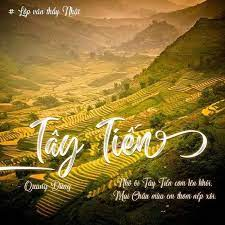 # Lớp văn thầy Nhật
Tây Tiến
Quang Dũng
Nhớ ôi Tây Tiến cơm lên khói,
Mai Châu mùa em thơm nếp xôi.